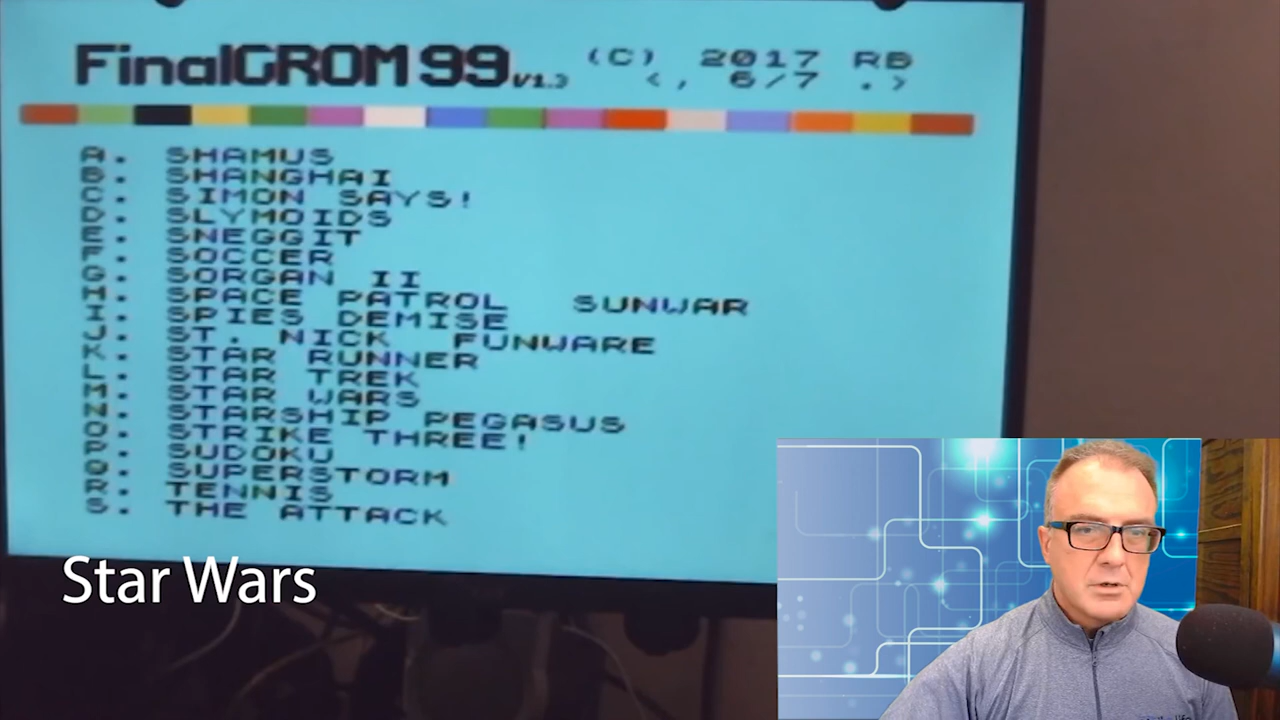 FinalGROM 99 V1.3 (C) 2017 RB
<, 6/7 .>
A. SHAMUS
B. SHANGHAI
C. SIMON SAYS!
D. SLYMOIDS
E. SNEGGIT
F. SOCCER
G. SORGAN II
H. SPACE PATROL SUNWAR
I. SPIES DEMISE
J. ST. NICK FUNWARE
K. STAR RUNNER
L. STAR TREK
M. STAR WARS
N. STARSHIP PEGASUS
O. STRIKE THREE!
P. SUDOKU
Q. SUPERSTORM
R. TENNIS
S. THE ATTACK
Star Wars